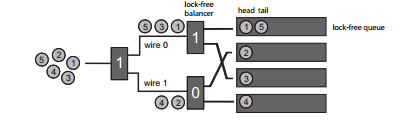 lock-free
balancer
head tail
5 3 1
1 5
lock-free queue
wire 0
1
5 2 1
4 3
1
2
wire 1
0
3
4 2
4